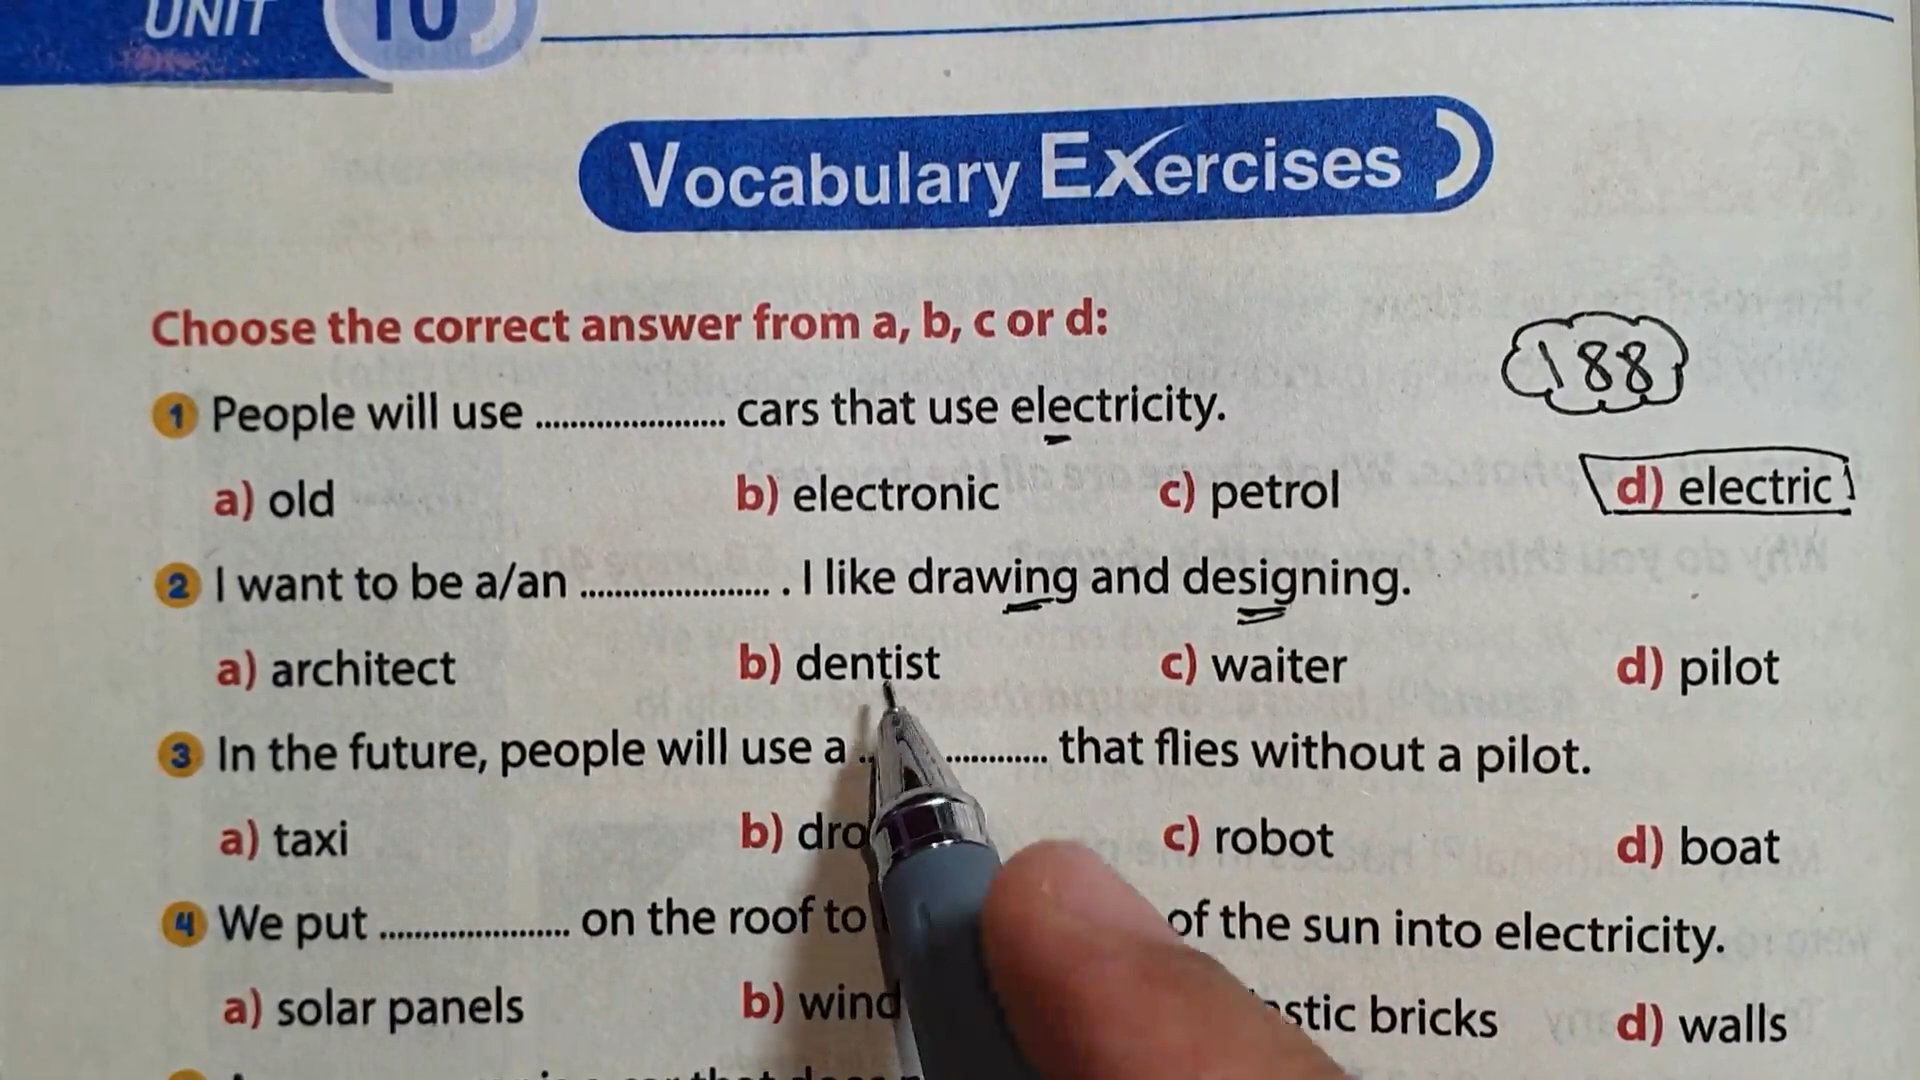 UNIT 10
Vocabulary Exercises
Choose the correct answer from a, b, c or d:
188
1 People will use ...................... cars that use electricity.
a) old b) electronic c) petrol d) electric
2 I want to be a/an ...................... . I like drawing and designing.
a) architect b) dentist c) waiter d) pilot
3 In the future, people will use a .. ............ that flies without a pilot.
a) taxi b) dro c) robot d) boat
4 We put ...................... on the roof to of the sun into electricity.
a) solar panels b) wind bricks d) walls